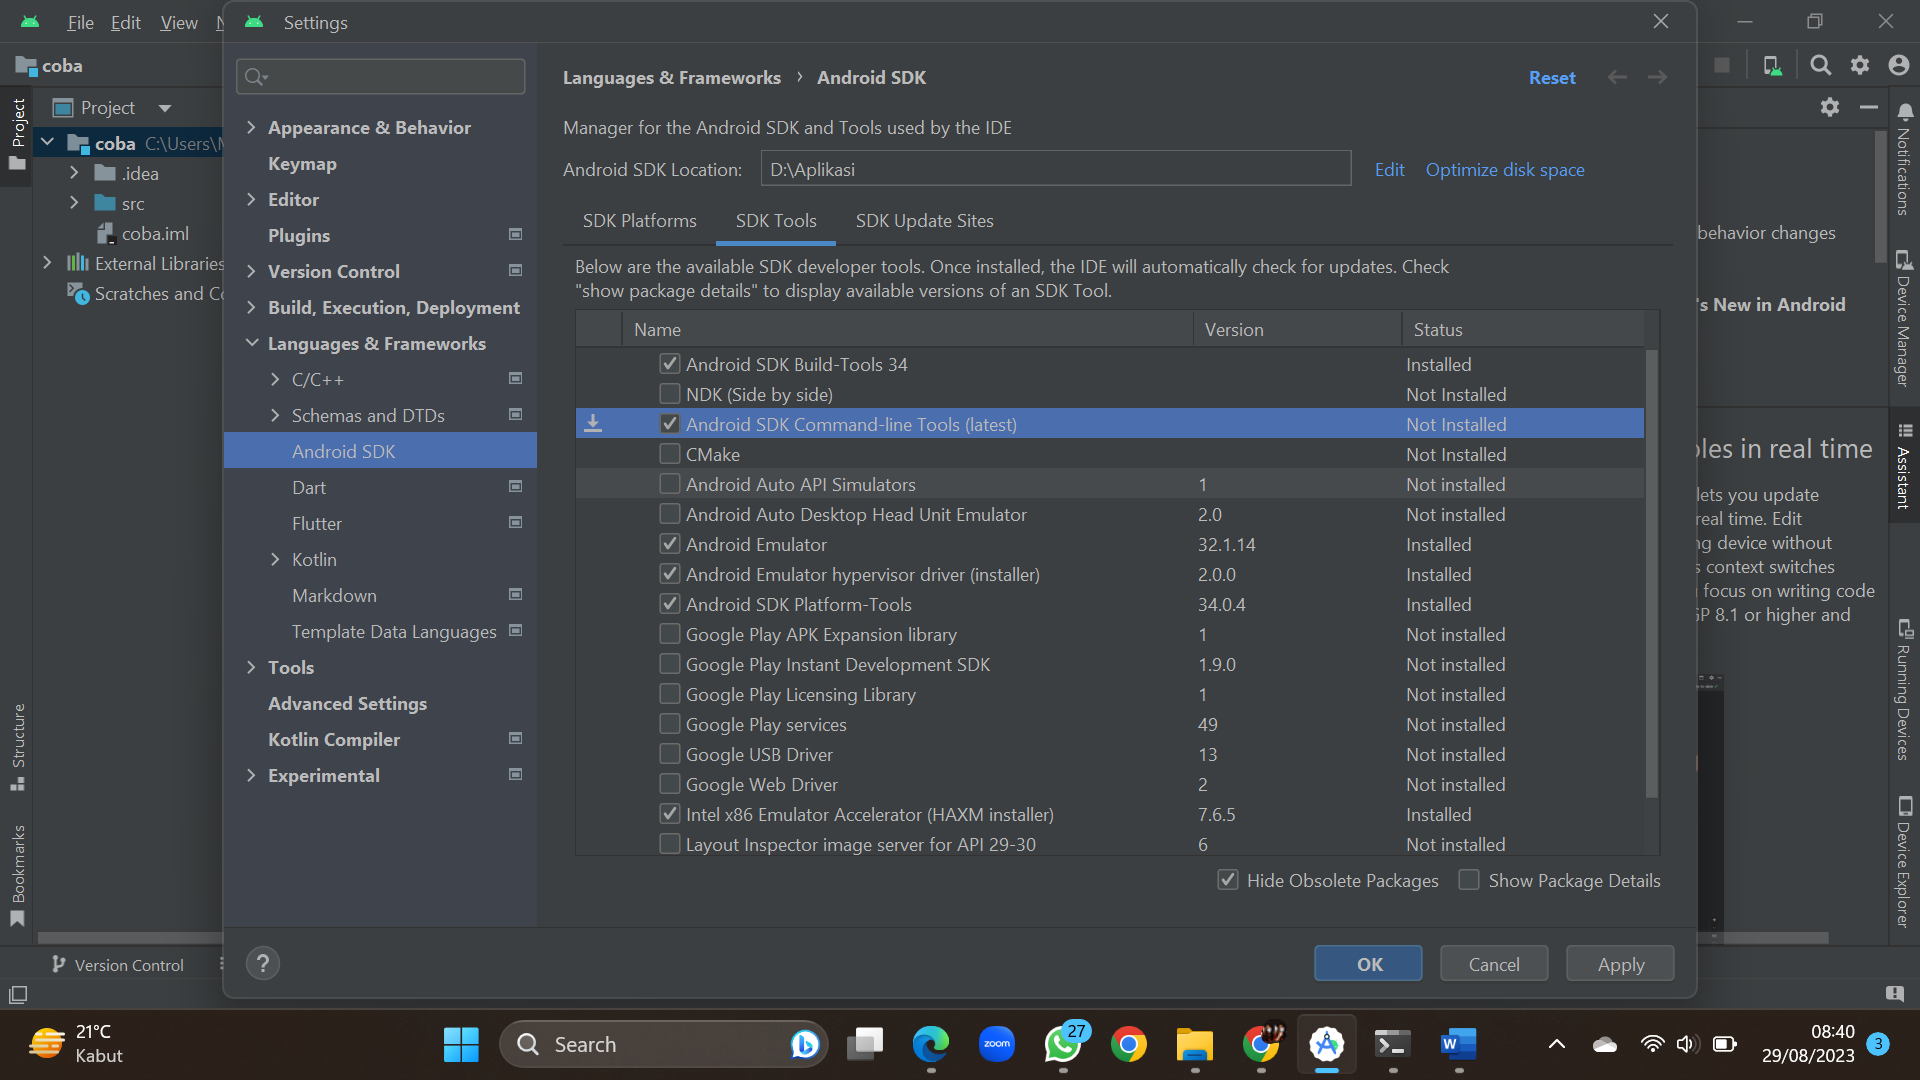 File Edit View
Settings
coba
Project
Project
coba C:\Users\
.idea
src
coba.iml
External Libraries
Scratches and
Structure
Bookmarks
Version Control
Appearance & Behavior
Keymap
Editor
Plugins
Version Control
Build, Execution, Deployment
Languages & Frameworks
C/C++
Schemas and DTDs
Android SDK
Dart
Flutter
Kotlin
Markdown
Template Data Languages
Tools
Advanced Settings
Kotlin Compiler
Experimental
?
Languages & Frameworks › Android SDK
Reset
Manager for the Android SDK and Tools used by the IDE
Android SDK Location: D:\Aplikasi Edit Optimize disk space
SDK Platforms SDK Tools SDK Update Sites
Below are the available SDK developer tools. Once installed, the IDE will automatically check for updates. Check
"show package details" to display available versions of an SDK Tool.
Name Version Status
Android SDK Build-Tools 34 Installed
NDK (Side by side) Not Installed
Android SDK Command-line Tools (latest) Not Installed
CMake Not Installed
Android Auto API Simulators 1 Not installed
Android Auto Desktop Head Unit Emulator 2.0 Not installed
Android Emulator 32.1.14 Installed
Android Emulator hypervisor driver (installer) 2.0.0 Installed
Android SDK Platform-Tools 34.0.4 Installed
Google Play APK Expansion library 1 Not installed
Google Play Instant Development SDK 1.9.0 Not installed
Google Play Licensing Library 1 Not installed
Google Play services 49 Not installed
Google USB Driver 13 Not installed
Google Web Driver 2 Not installed
Intel x86 Emulator Accelerator (HAXM installer) 7.6.5 Installed
Layout Inspector image server for API 29-30 6 Not installed
Hide Obsolete Packages Show Package Details
OK Cancel Apply
behavior changes
's New in Android
les in real time
lets you update
real time. Edit
device without
context switches
focus on writing code
8.1 or higher and
Notifications
Device Manager
Assistant
Running Devices
Device Explorer
21°C
Kabut
Search
zoom
27
W
08:40
29/08/2023
3